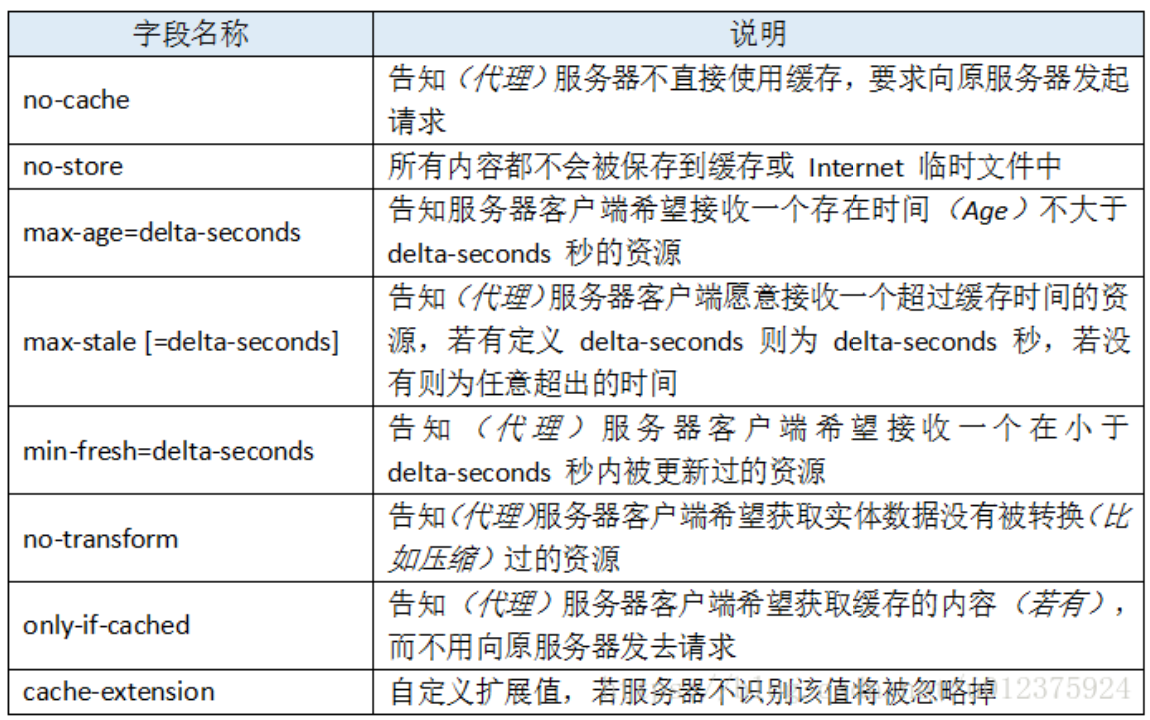 字段名称
说明
no-cache
告知（代理）服务器不直接使用缓存，要求向原服务器发起
请求
no-store
所有内容都不会被保存到缓存或 Internet 临时文件中
max-age=delta-seconds
告知服务器客户端希望接收一个存在时间（Age）不大于
delta-seconds 秒的资源
max-stale [=delta-seconds]
告知（代理）服务器客户端愿意接收一个超过缓存时间的资
源，若有定义 delta-seconds 则为 delta-seconds 秒，若没
有则为任意超出的时间
min-fresh=delta-seconds
告知（代理）服务器客户端希望接收一个在小于
delta-seconds 秒内被更新过的资源
no-transform
告知（代理）服务器客户端希望获取实体数据没有被转换（比
如压缩）过的资源
only-if-cached
告知（代理）服务器客户端希望获取缓存的内容（若有），
而不用向原服务器发去请求
cache-extension
自定义扩展值，若服务器不识别该值将被忽略掉